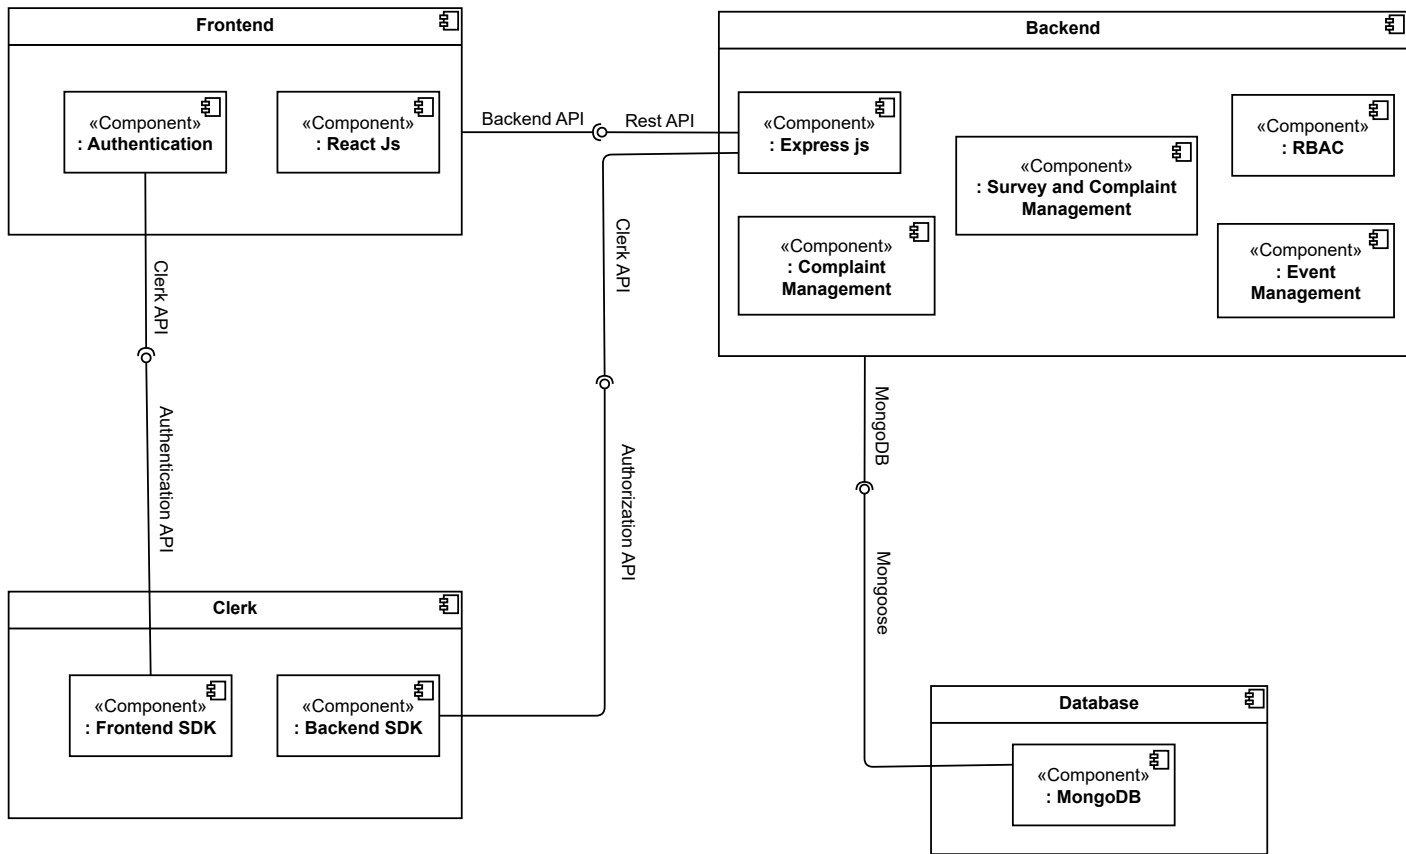 Frontend
«Component»
: Authentication
«Component»
: React Js
Backend API
Rest API
Backend
«Component»
: Express js
«Component»
: Survey and Complaint
Management
«Component»
: RBAC
«Component»
: Complaint
Management
«Component»
: Event
Management
Clerk API
Authentication API
Clerk API
Authorization API
MongoDB
Mongoose
Clerk
«Component»
: Frontend SDK
«Component»
: Backend SDK
Database
«Component»
: MongoDB